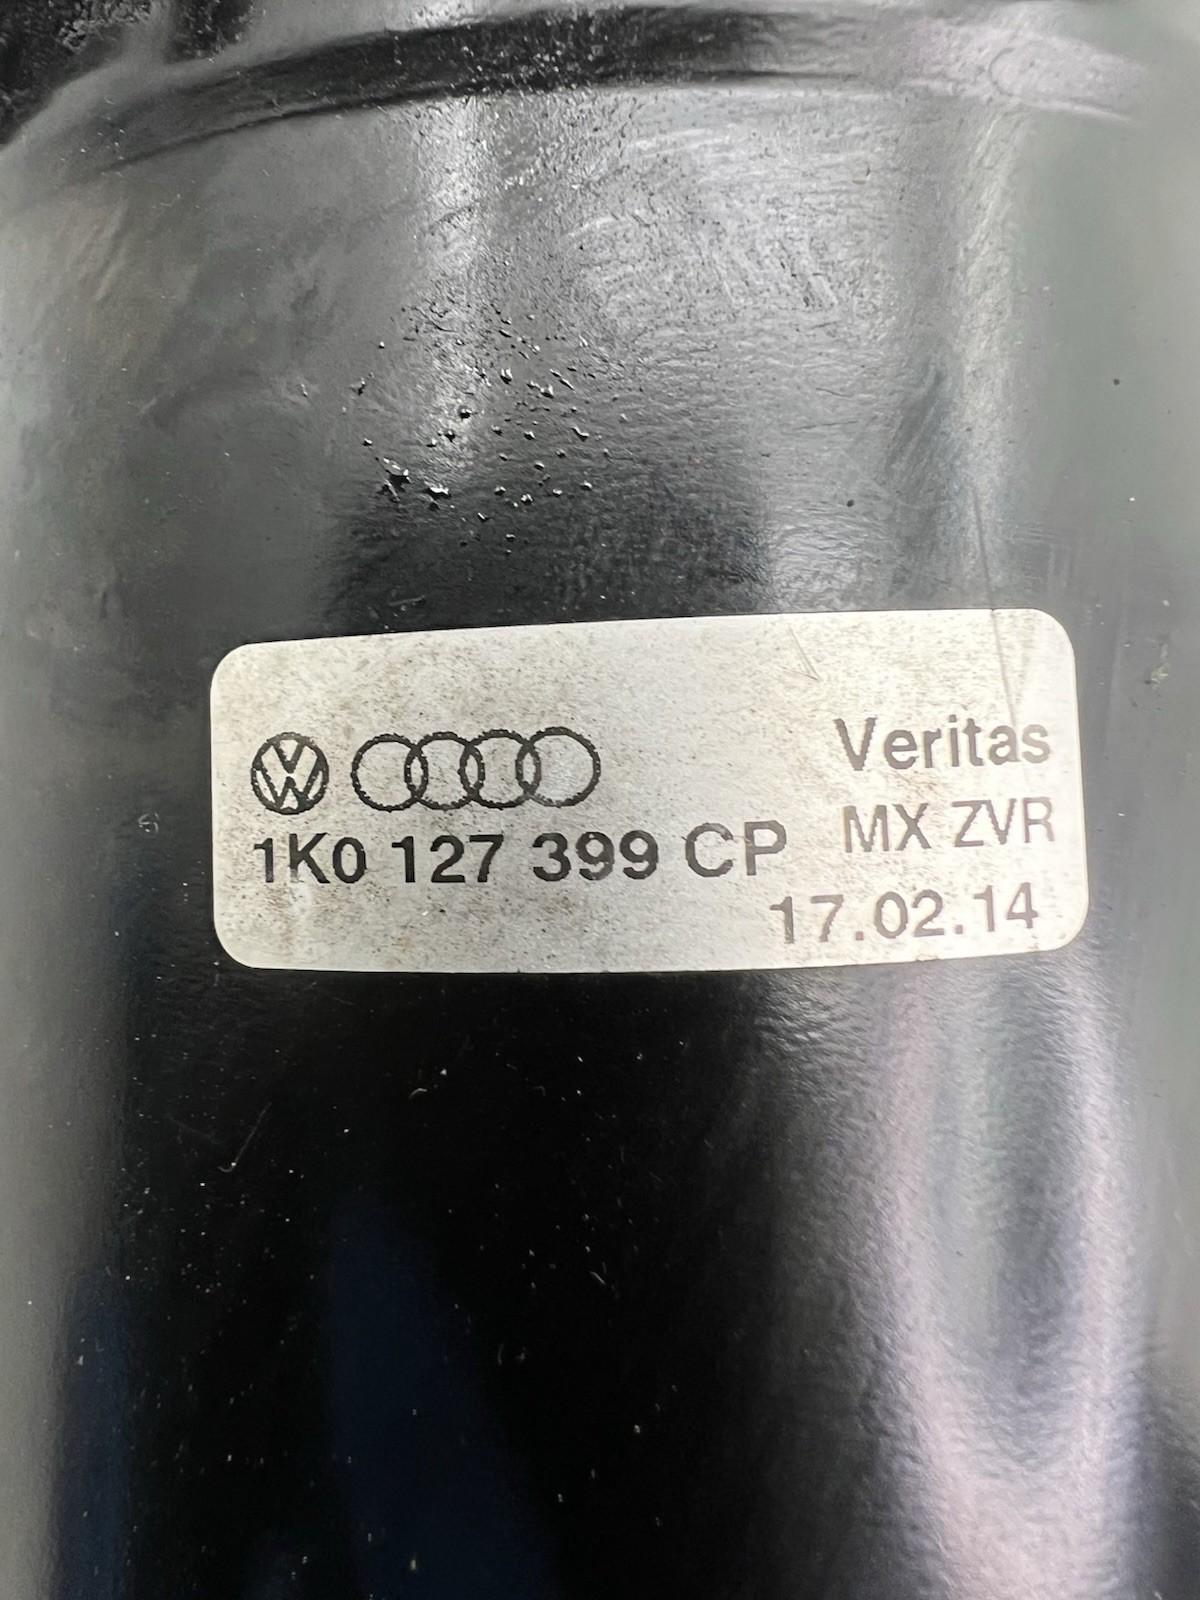 Veritas
1K0 127 399 CP
MX ZVR
17.02.14